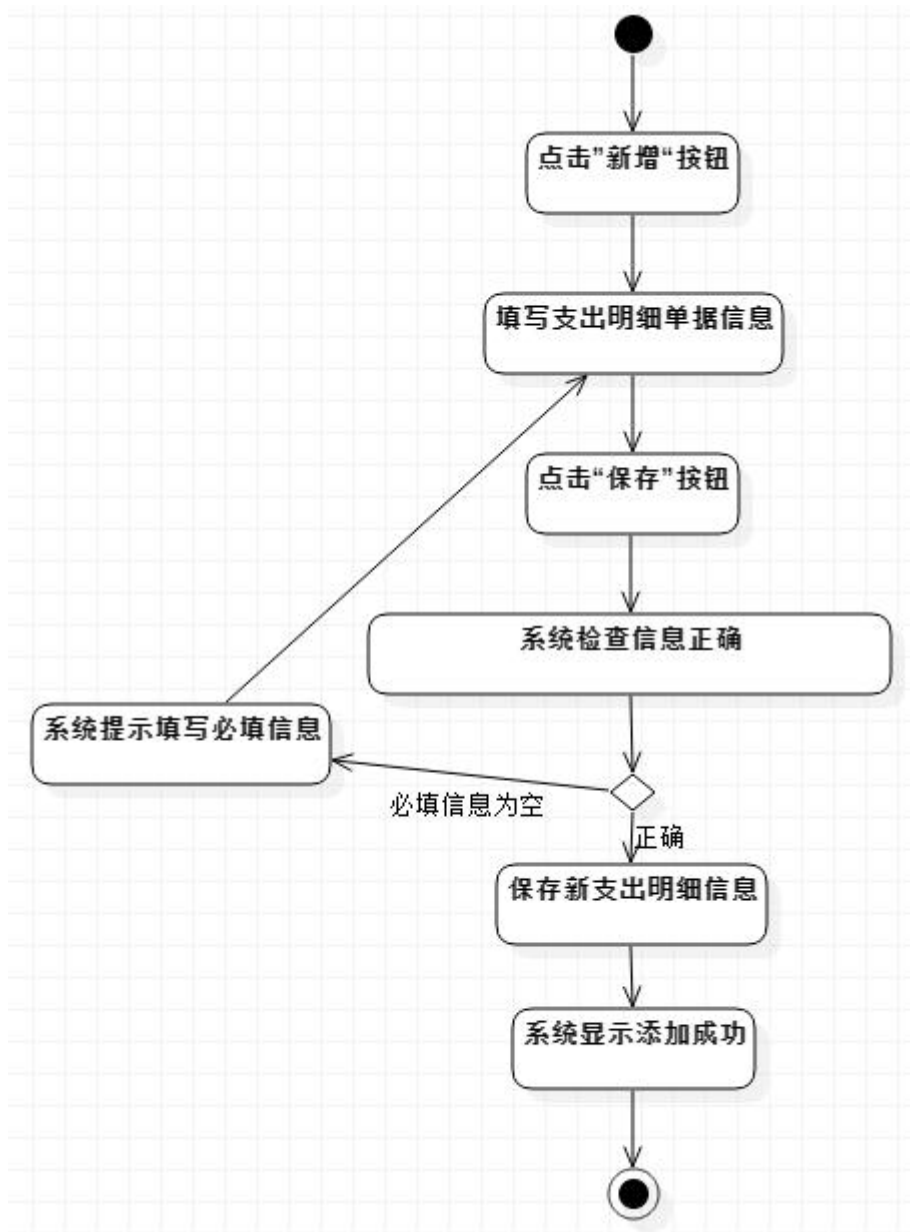 点击”新增“按钮
填写支出明细单据信息
点击“保存”按钮
系统检查信息正确
系统提示填写必填信息
必填信息为空
正确
保存新支出明细信息
系统显示添加成功